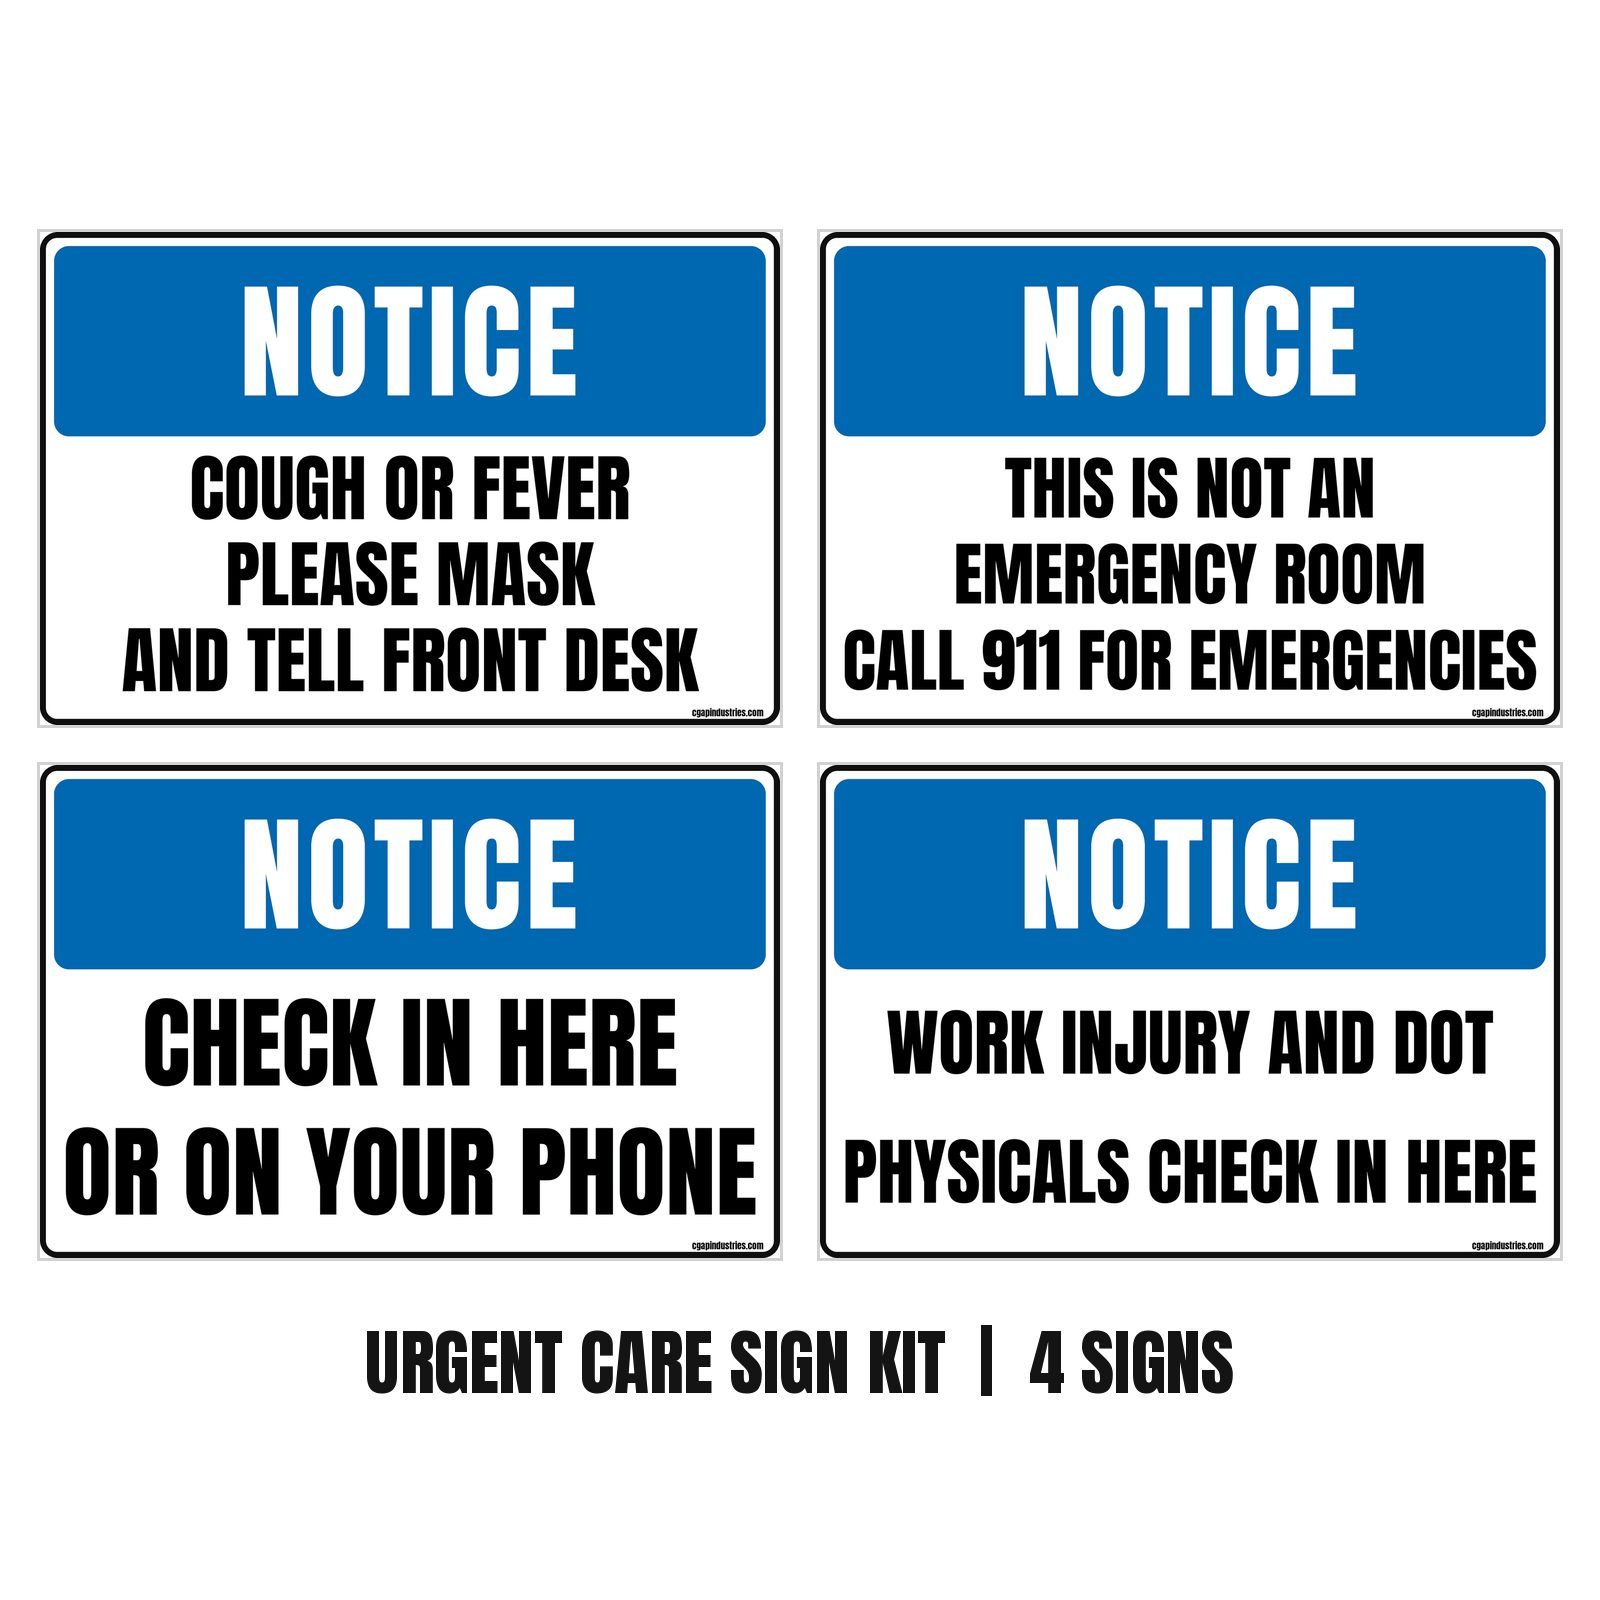 NOTICE
COUGH OR FEVER
PLEASE MASK
AND TELL FRONT DESK
cgapindustries.com
NOTICE
THIS IS NOT AN
EMERGENCY ROOM
CALL 911 FOR EMERGENCIES
cgapindustries.com
NOTICE
CHECK IN HERE
OR ON YOUR PHONE
cgapindustries.com
NOTICE
WORK INJURY AND DOT
PHYSICALS CHECK IN HERE
cgapindustries.com
URGENT CARE SIGN KIT | 4 SIGNS